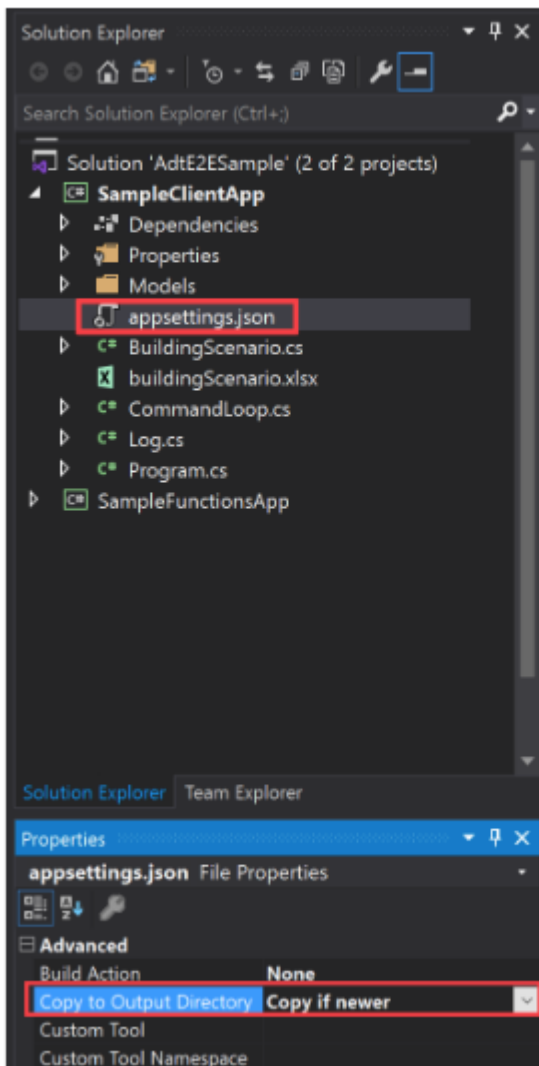 Solution Explorer
Search Solution Explorer (Ctrl+;)
Solution 'AdtE2ESample' (2 of 2 projects)
C# SampleClientApp
Dependencies
Properties
Models
appsettings.json
C# BuildingScenario.cs
buildingScenario.xlsx
C# CommandLoop.cs
C# Log.cs
C# Program.cs
C# SampleFunctionsApp
Solution Explorer Team Explorer
Properties
appsettings.json File Properties
Advanced
Build Action None
Copy to Output Directory Copy if newer
Custom Tool
Custom Tool Namespace